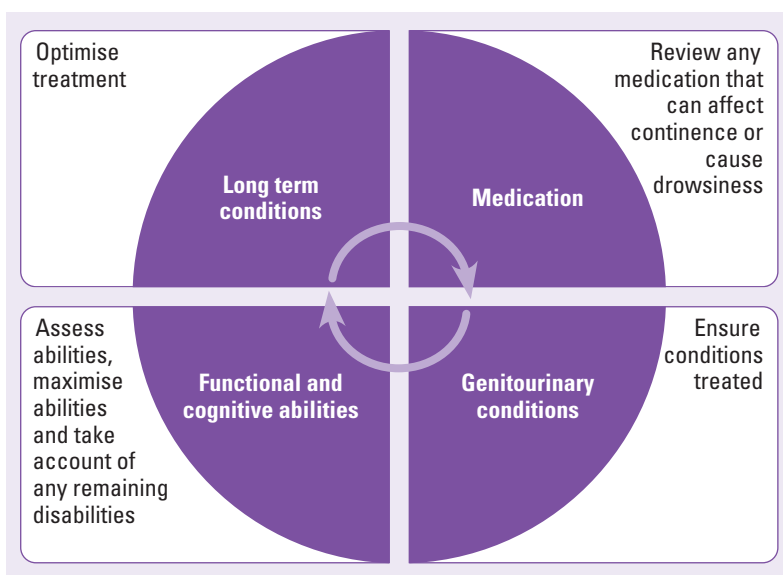 Optimise
treatment
Long term
conditions
Review any
medication that
can affect
continence or
cause
drowsiness
Medication
Assess
abilities,
maximise
abilities
and take
account of
any remaining
disabilities
Functional and
cognitive abilities
Ensure
conditions
treated
Genitourinary
conditions